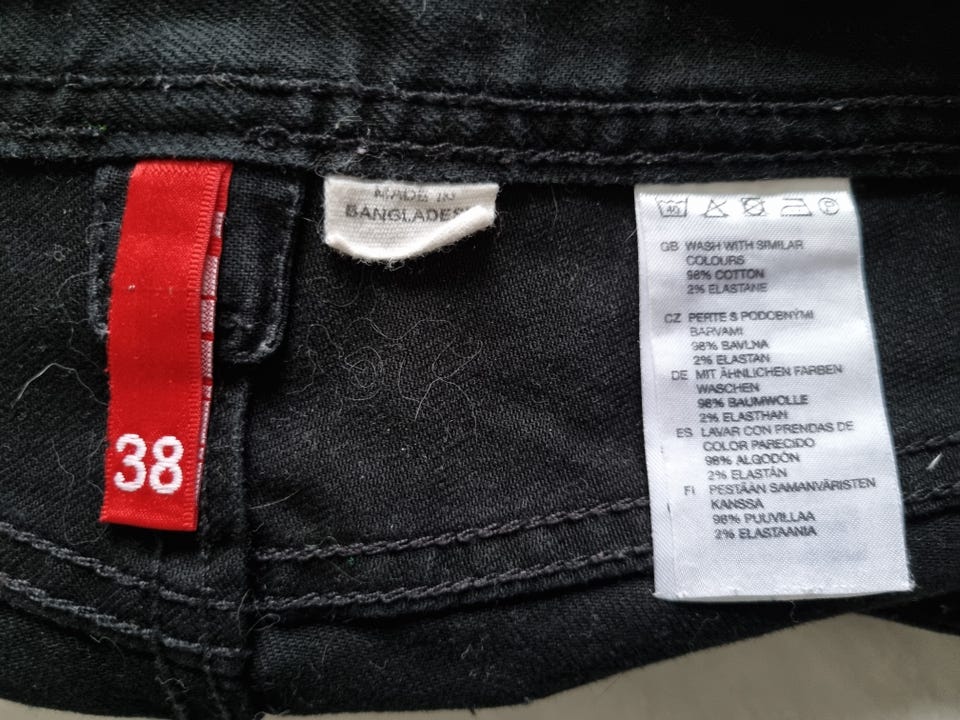 38
MADE IN
BANGLADES
40
P
GB WASH WITH SIMILAR
COLOURS
98% COTTON
2% ELASTANE
CZ PERTE S PODOBNÝMI
BARVAMI
98% BAVLNA
2% ELASTAN
DE MIT ÄHNLICHEN FARBEN
WASCHEN
98% BAUMWOLLE
2% ELASTHAN
ES LAVAR CON PRENDAS DE
COLOR PARECIDO
98% ALGODÓN
2% ELASTÁN
FI PESTÄÄN SAMANVÄRISTEN
KANSSA
98% PUUVILLAA
2% ELASTAANIA